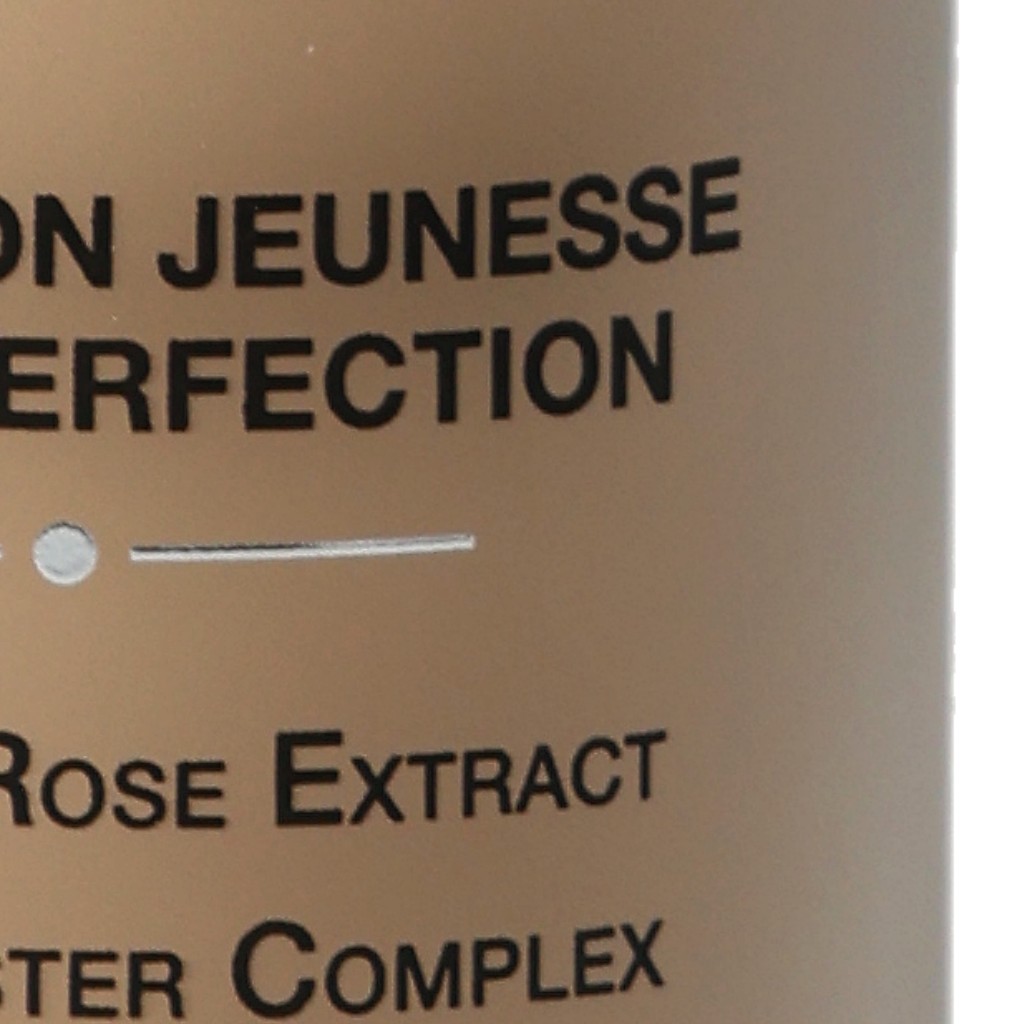 ON JEUNESSE
ERFECTION
ROSE EXTRACT
STER COMPLEX